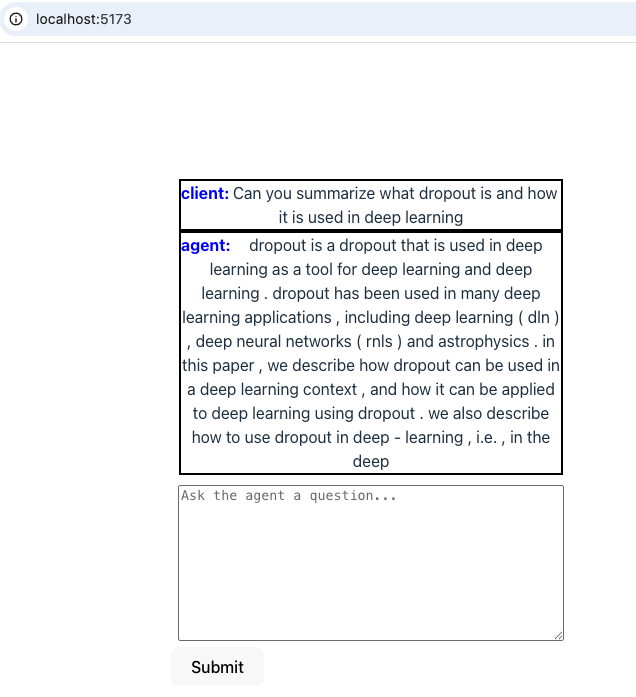 localhost:5173
client: Can you summarize what dropout is and how
it is used in deep learning
agent: dropout is a dropout that is used in deep
learning as a tool for deep learning and deep
learning . dropout has been used in many deep
learning applications , including deep learning ( dln )
, deep neural networks ( rnls ) and astrophysics . in
this paper , we describe how dropout can be used in
a deep learning context , and how it can be applied
to deep learning using dropout . we also describe
how to use dropout in deep - learning , i.e. , in the
deep
Ask the agent a question...
Submit